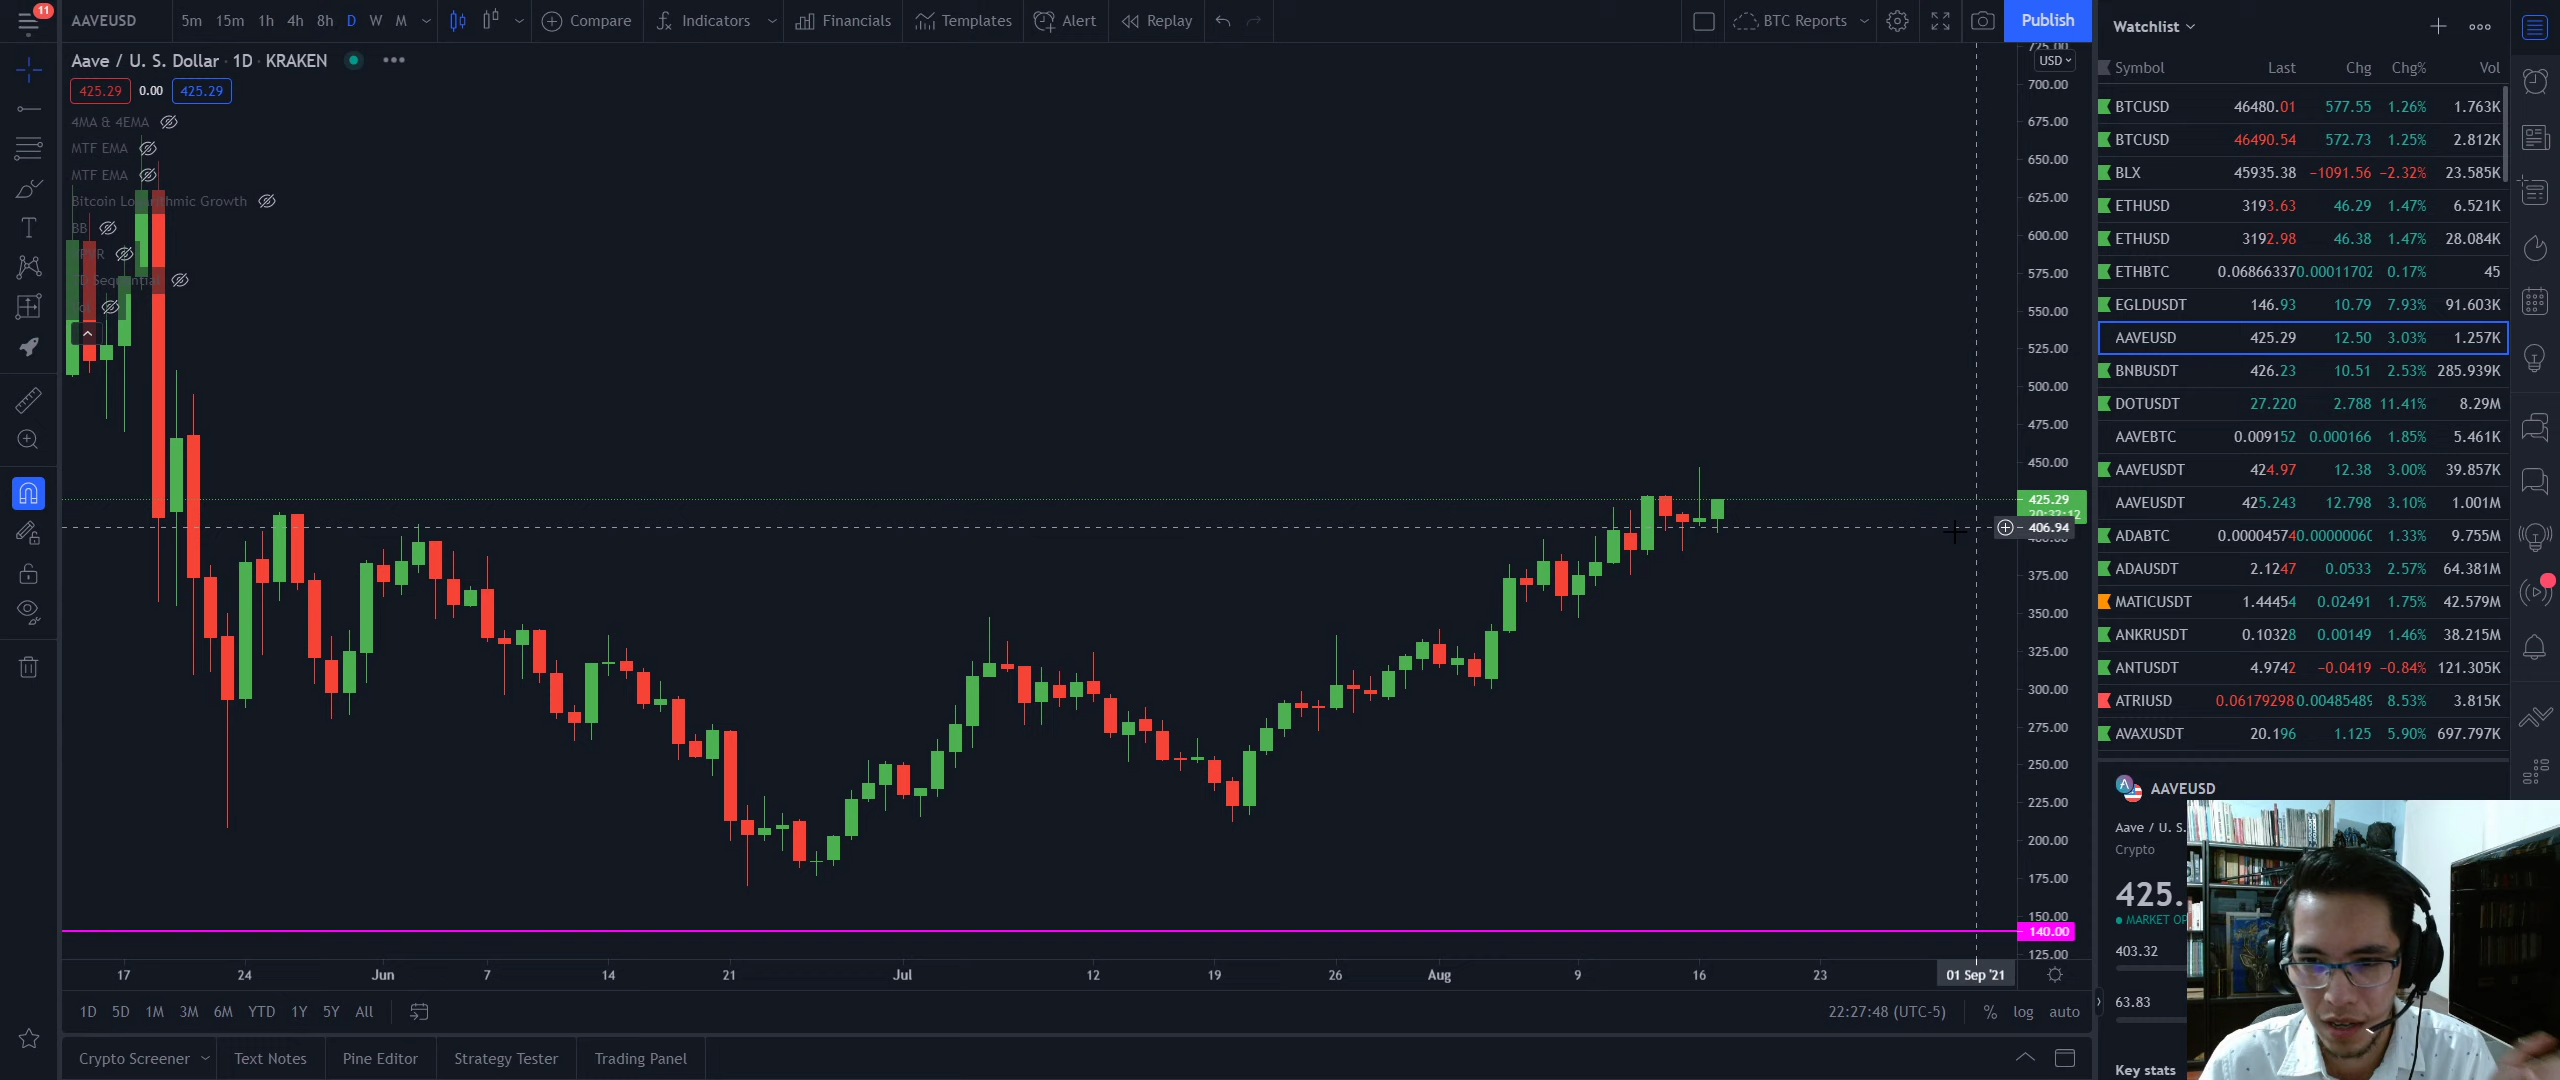 11
AAVEUSD 5m 15m 1h 4h 8h D W M Compare Indicators Financials Templates Alert Replay BTC Reports Publish
Aave / U. S. Dollar · 1D · KRAKEN
425.29 0.00 425.29
4MA & 4EMA
MTF EMA
MTF EMA
BB
USD
725.00
700.00
675.00
650.00
625.00
600.00
575.00
550.00
525.00
500.00
475.00
450.00
425.29
20:32:12
406.94
375.00
350.00
325.00
300.00
275.00
250.00
225.00
200.00
175.00
150.00
140.00
125.00
17 24 Jun 7 14 21 Jul 12 19 26 Aug 9 16 23 01 Sep '21
1D 5D 1M 3M 6M YTD 1Y 5Y All 22:27:48 (UTC-5) % log auto
Crypto Screener Text Notes Pine Editor Strategy Tester Trading Panel
Watchlist
Symbol Last Chg Chg% Vol
BTCUSD 46480.01 577.55 1.26% 1.763K
BTCUSD 46490.54 572.73 1.25% 2.812K
BLX 45935.38 −1091.56 −2.32% 23.585K
ETHUSD 3193.63 46.29 1.47% 6.521K
ETHUSD 3192.98 46.38 1.47% 28.084K
ETHBTC 0.06866337 0.00011702 0.17% 45
EGLDUSDT 146.93 10.79 7.93% 91.603K
AAVEUSD 425.29 12.50 3.03% 1.257K
BNBUSDT 426.23 10.51 2.53% 285.939K
DOTUSDT 27.220 2.788 11.41% 8.29M
AAVEBTC 0.009152 0.000166 1.85% 5.461K
AAVEUSDT 424.97 12.38 3.00% 39.857K
AAVEUSDT 425.243 12.798 3.10% 1.001M
ADABTC 0.00004574 0.0000006( 1.33% 9.755M
ADAUSDT 2.1247 0.0533 2.57% 64.381M
MATICUSDT 1.44454 0.02491 1.75% 42.579M
ANKRUSDT 0.10328 0.00149 1.46% 38.215M
ANTUSDT 4.9742 −0.0419 −0.84% 121.305K
ATRIUSD 0.06179298 0.00485489 8.53% 3.815K
AVAXUSDT 20.196 1.125 5.90% 697.797K
AAVEUSD
Aave / U. S.
Crypto
425.
MARKET OP
403.32
63.83
Key stats